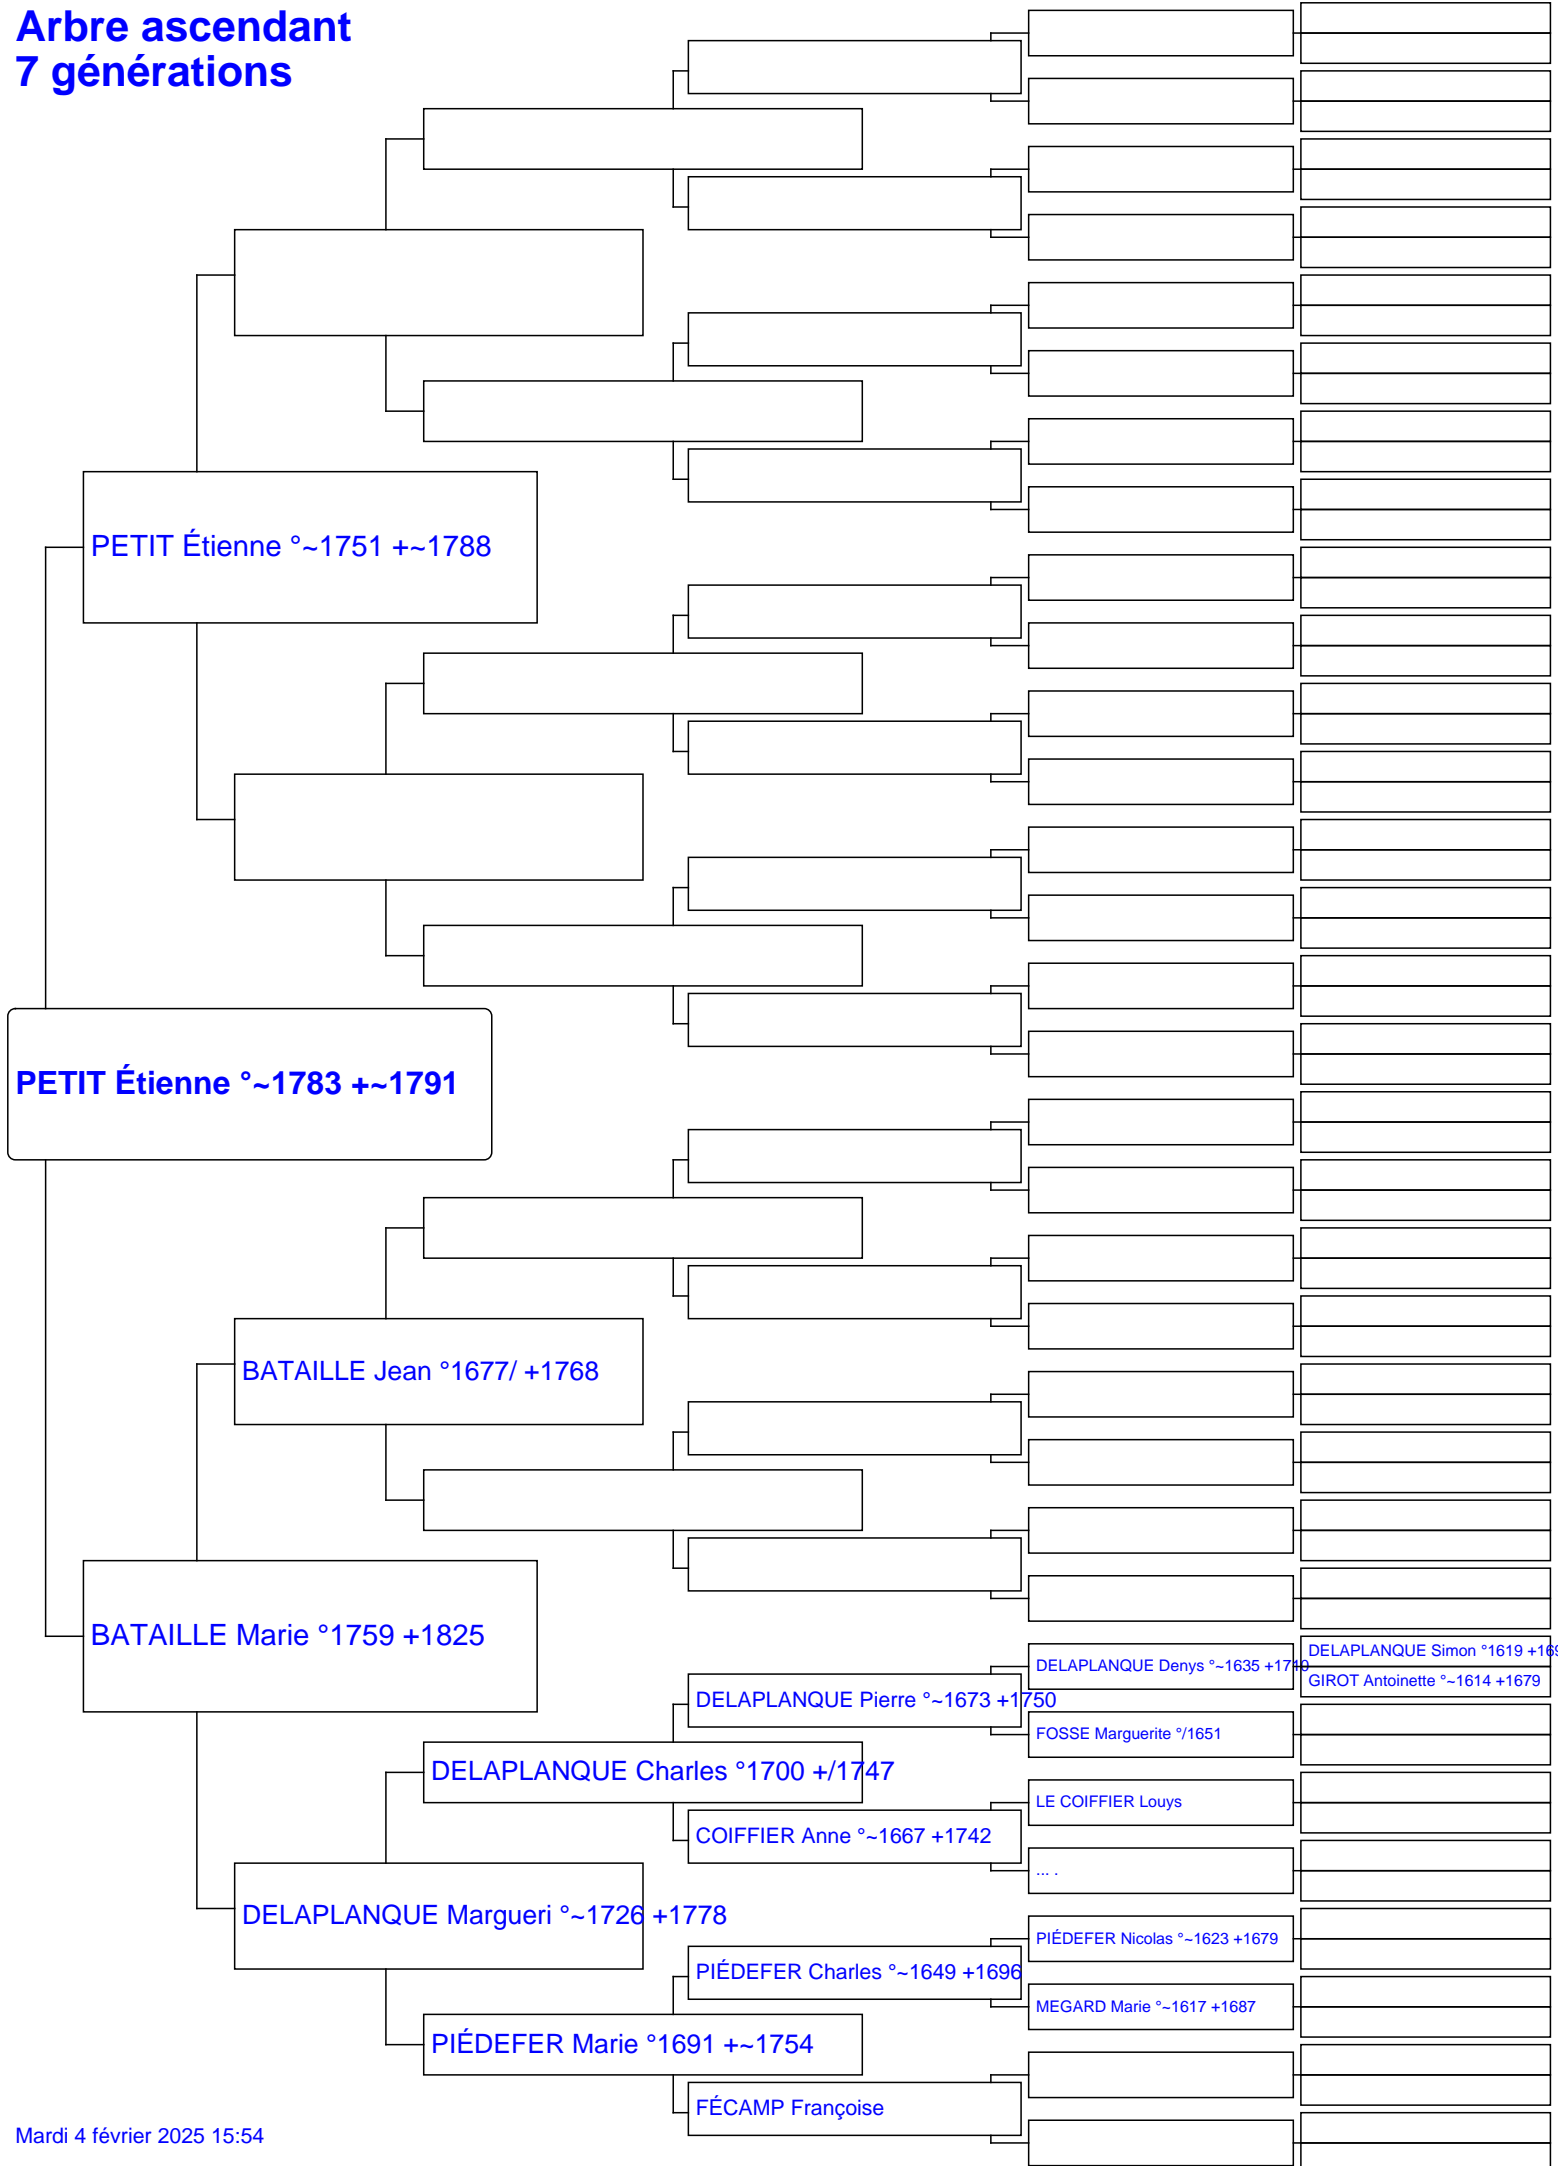 Arbre ascendant
7 générations
PETIT Étienne °~1751 +~1788
PETIT Étienne °~1783 +~1791
BATAILLE Jean °1677/ +1768
BATAILLE Marie °1759 +1825
DELAPLANQUE Simon °1619 +169
DELAPLANQUE Denys °~1635 +1710
GIROT Antoinette °~1614 +1679
DELAPLANQUE Pierre °~1673 +1750
FOSSE Marguerite °/1651
DELAPLANQUE Charles °1700 +/1747
LE COIFFIER Louys
COIFFIER Anne °~1667 +1742
... .
DELAPLANQUE Margueri °~1726 +1778
PIÉDEFER Nicolas °~1623 +1679
PIÉDEFER Charles °~1649 +1696
MEGARD Marie °~1617 +1687
PIÉDEFER Marie °1691 +~1754
FÉCAMP Françoise
Mardi 4 février 2025 15:54